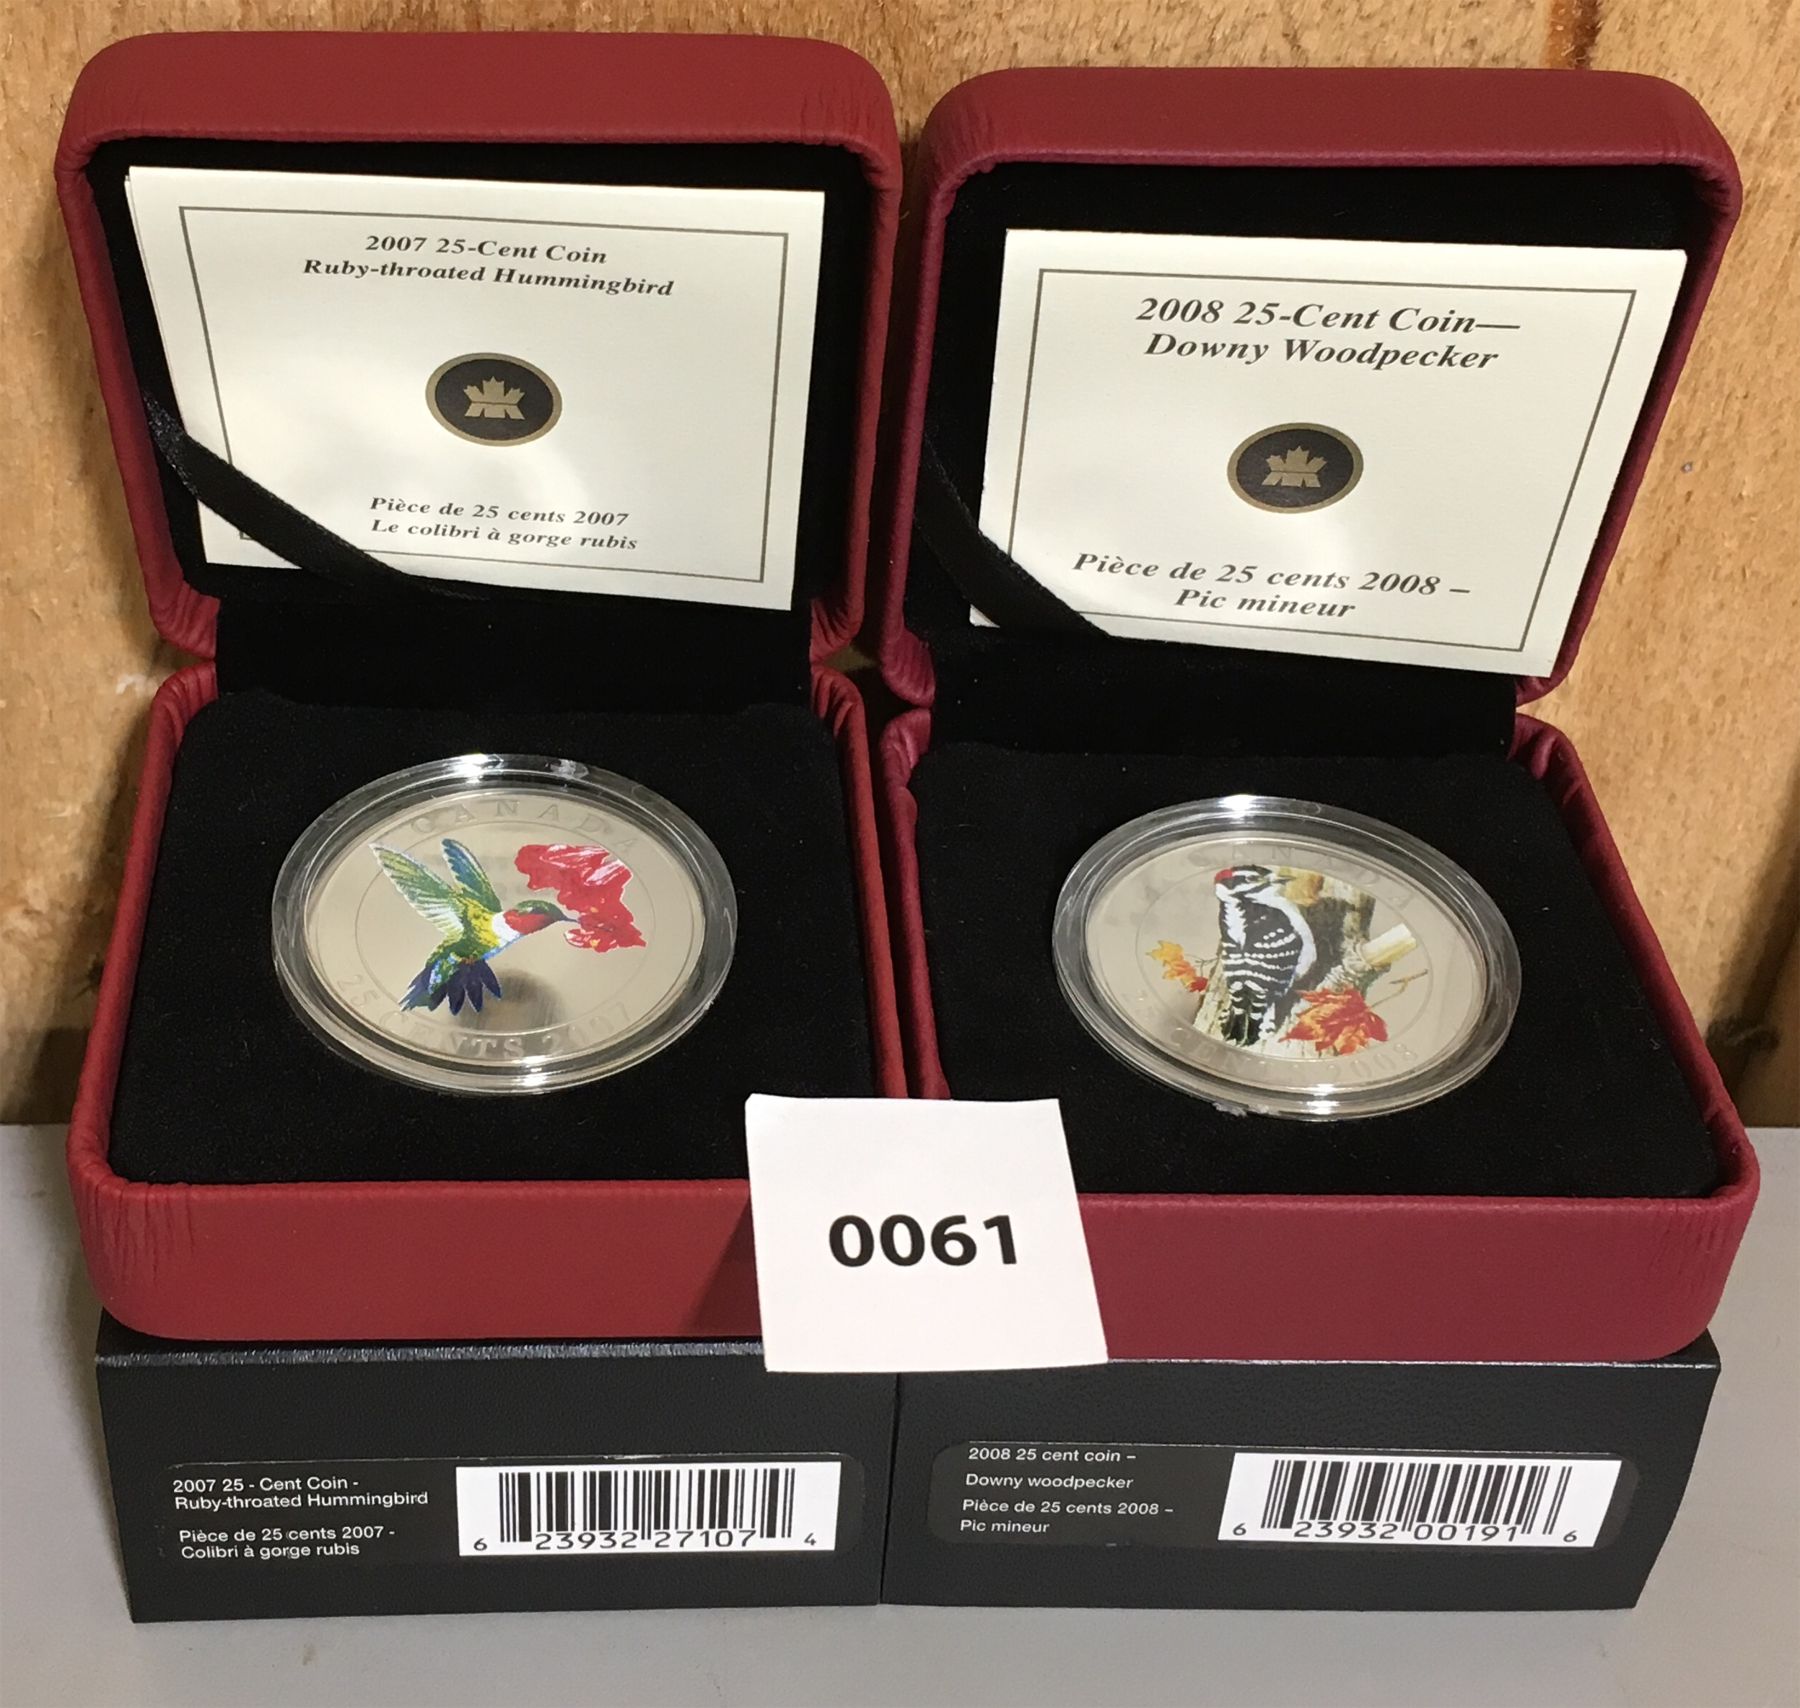 2007 25-Cent Coin
Ruby-throated Hummingbird
Pièce de 25 cents 2007
Le colibri à gorge rubis
2008 25-Cent Coin—
Downy Woodpecker
Pièce de 25 cents 2008 –
Pic mineur
CANADA
25 CENTS 2007
CANADA
25 CENTS 2008
0061
2007 25 - Cent Coin -
Ruby-throated Hummingbird
Pièce de 25 cents 2007 -
Colibri à gorge rubis
6 23932 27107 4
2008 25 cent coin –
Downy woodpecker
Pièce de 25 cents 2008 –
Pic mineur
6 23932 00191 6